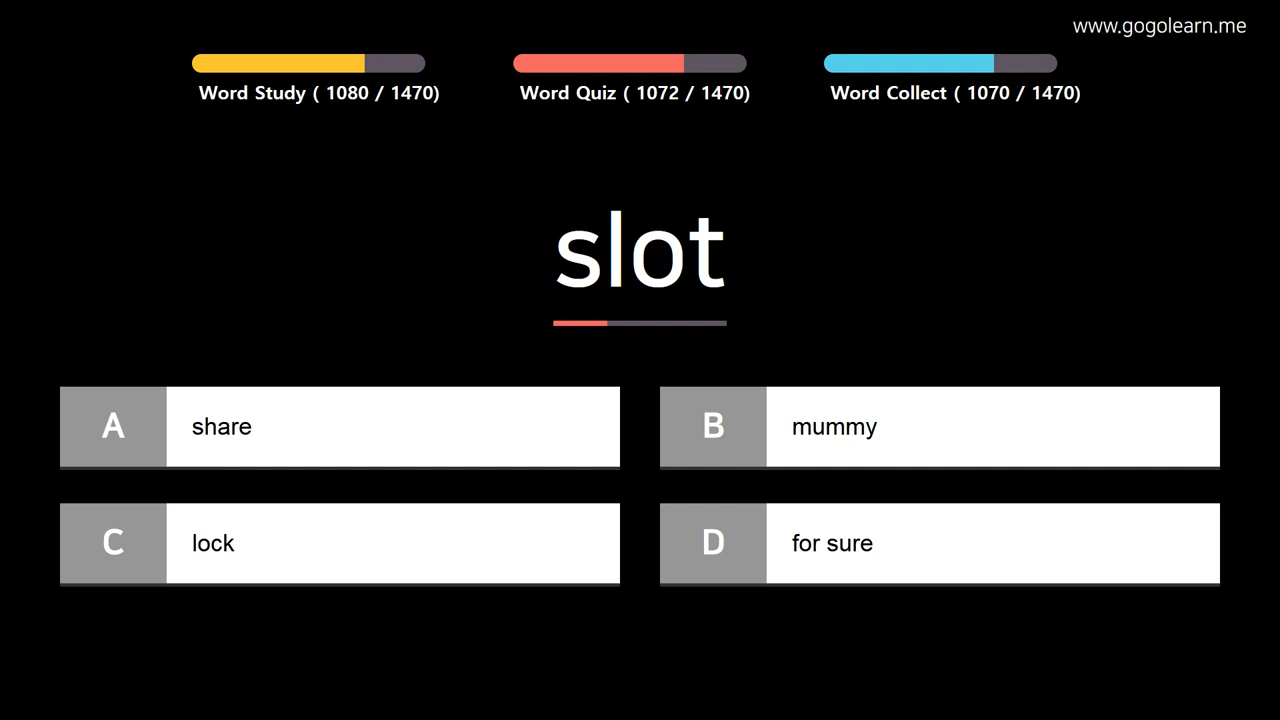 www.gogolearn.me
Word Study ( 1080 / 1470)
Word Quiz ( 1072 / 1470)
Word Collect ( 1070 / 1470)
slot
A share
B mummy
C lock
D for sure